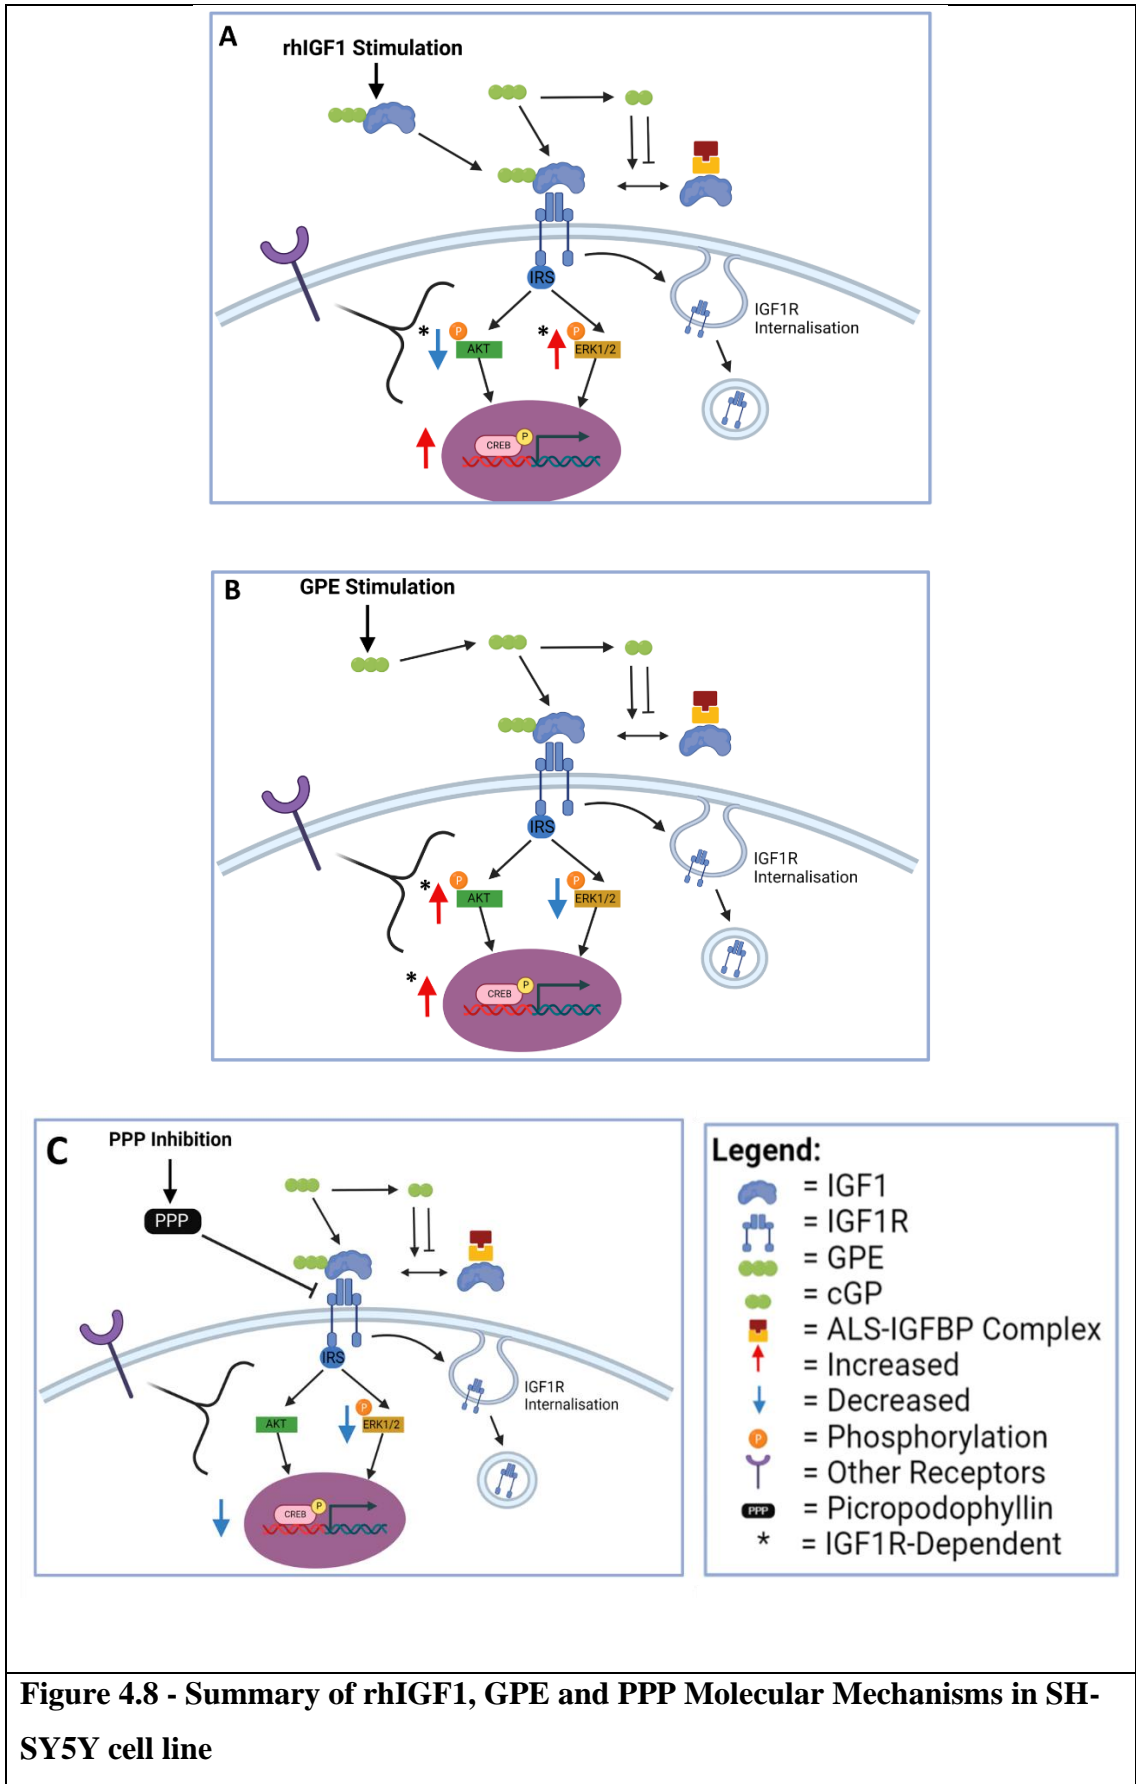 A
rhIGF1 Stimulation
IRS
IGF1R
Internalisation
*
P
AKT
*
P
ERK1/2
CREB
P
B
GPE Stimulation
IRS
IGF1R
Internalisation
*
P
AKT
P
ERK1/2
*
CREB
P
C
PPP Inhibition
PPP
IRS
IGF1R
Internalisation
AKT
P
ERK1/2
CREB
P
Legend:
= IGF1
= IGF1R
= GPE
= cGP
= ALS-IGFBP Complex
= Increased
= Decreased
P = Phosphorylation
= Other Receptors
PPP = Picropodophyllin
* = IGF1R-Dependent
Figure 4.8 - Summary of rhIGF1, GPE and PPP Molecular Mechanisms in SH-
SY5Y cell line